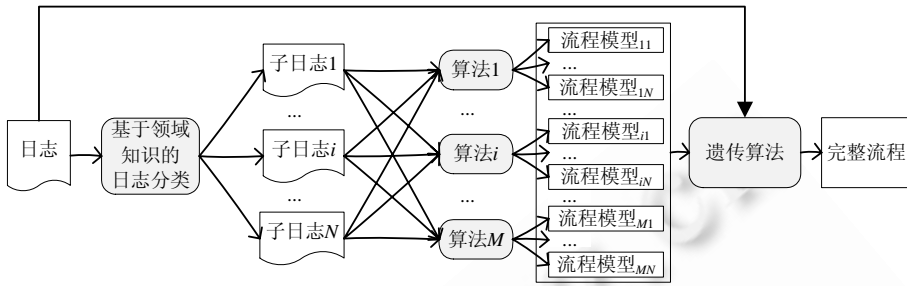 日志
基于领域
知识的
日志分类
子日志1
...
子日志i
...
子日志N
算法1
...
算法i
...
算法M
流程模型11
...
流程模型1N
...
流程模型i1
...
流程模型iN
...
流程模型M1
...
流程模型MN
遗传算法
完整流程